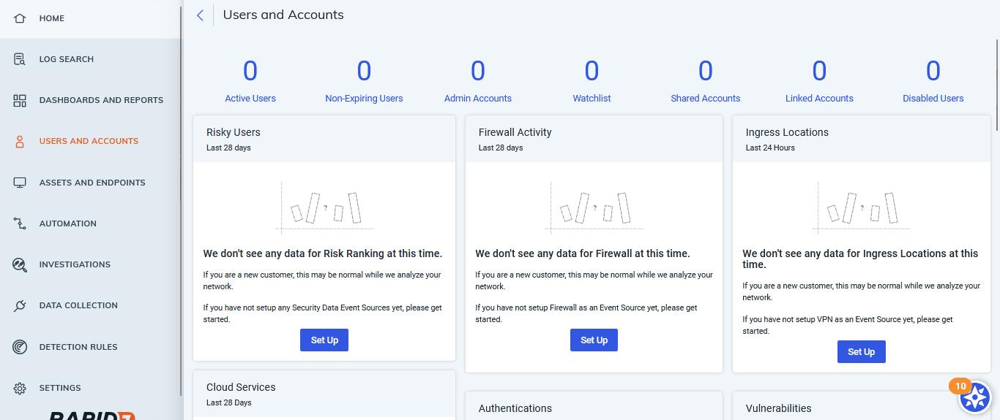 HOME
LOG SEARCH
DASHBOARDS AND REPORTS
USERS AND ACCOUNTS
ASSETS AND ENDPOINTS
AUTOMATION
INVESTIGATIONS
DATA COLLECTION
DETECTION RULES
SETTINGS
RAPID7
Users and Accounts
0 0 0 0 0 0 0
Active Users Non-Expiring Users Admin Accounts Watchlist Shared Accounts Linked Accounts Disabled Users
Risky Users
Last 28 days
?
We don't see any data for Risk Ranking at this time.
If you are a new customer, this may be normal while we analyze your
network.
If you have not setup any Security Data Event Sources yet, please get
started.
Set Up
Firewall Activity
Last 28 days
?
We don't see any data for Firewall at this time.
If you are a new customer, this may be normal while we analyze your
network.
If you have not setup Firewall as an Event Source yet, please get
started.
Set Up
Ingress Locations
Last 24 Hours
?
We don't see any data for Ingress Locations at this
time.
If you are a new customer, this may be normal while we analyze your
network.
If you have not setup VPN as an Event Source yet, please get
started.
Set Up
Cloud Services
Last 28 Days
Authentications
Vulnerabilities
10